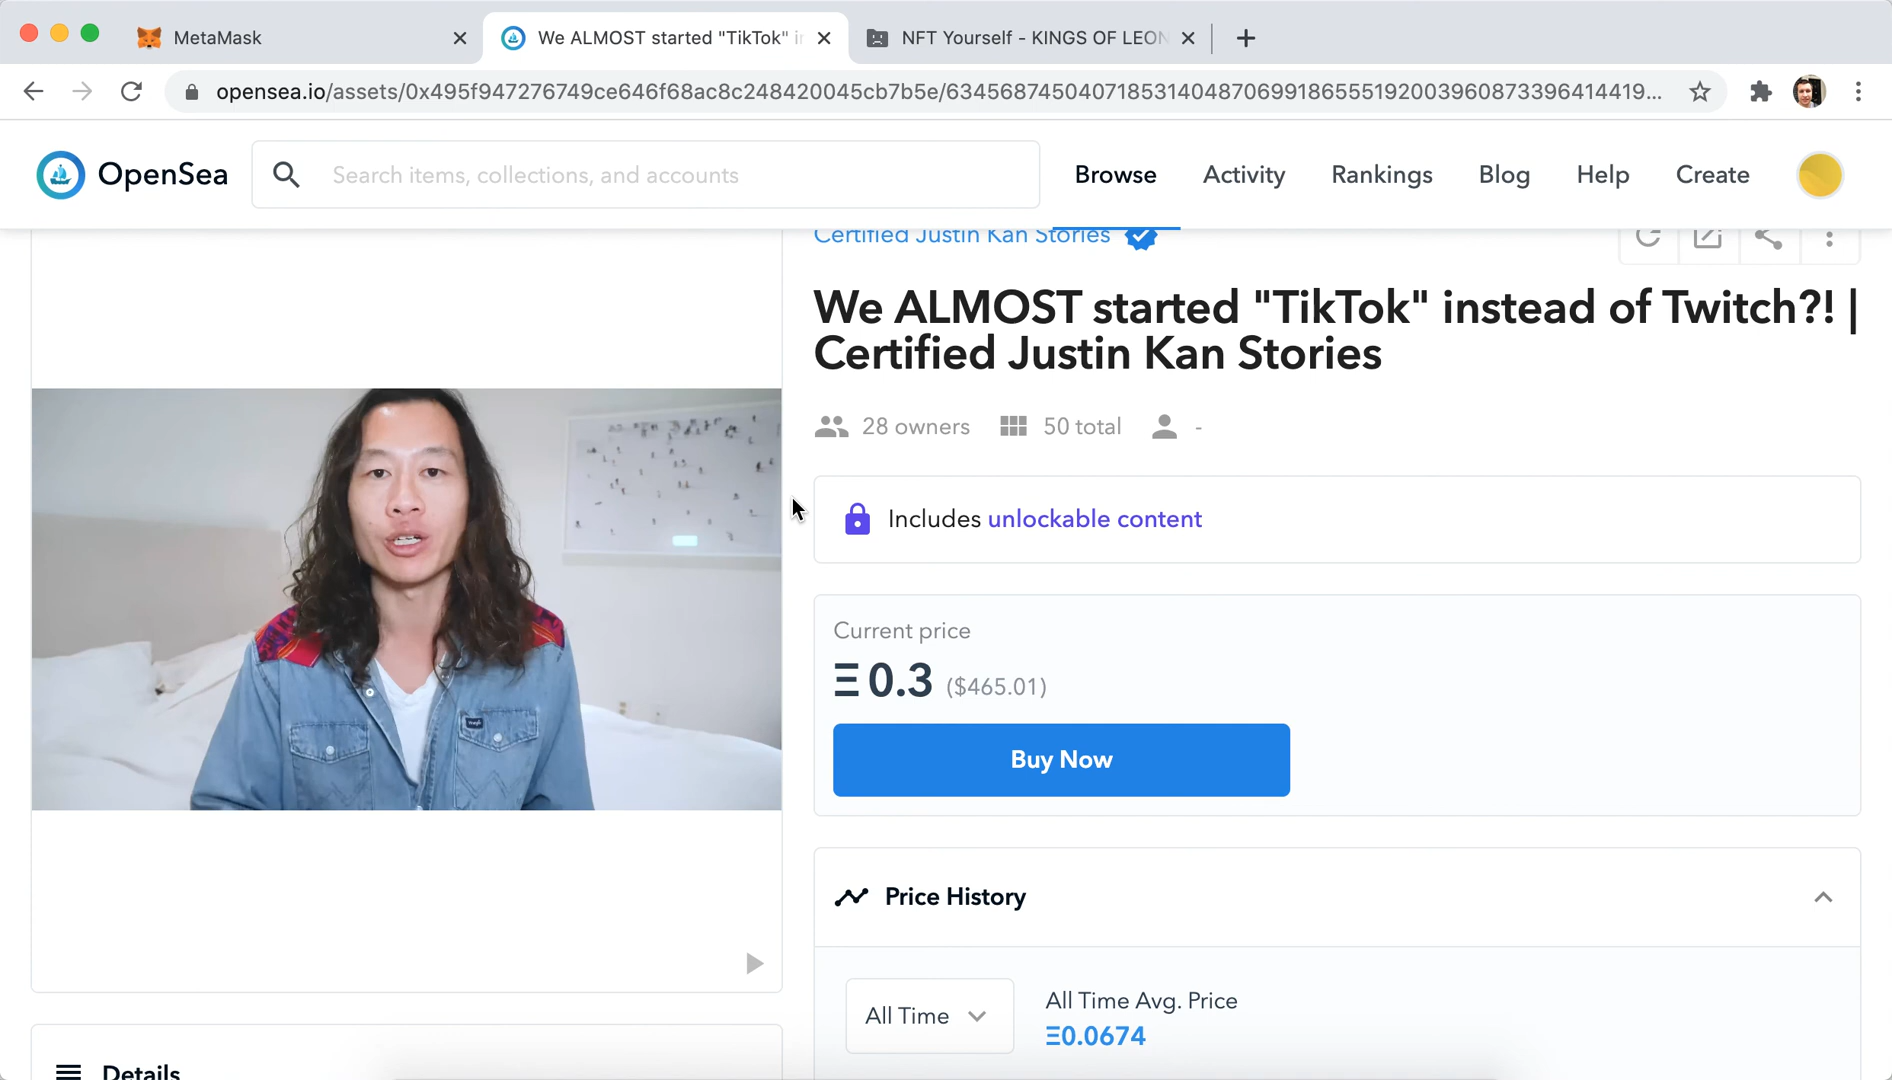 MetaMask
We ALMOST started "TikTok" i
NFT Yourself - KINGS OF LEON
opensea.io/assets/0x495f947276749ce646f68ac8c248420045cb7b5e/63456874504071853140487069918655519200396087339641441​9...
OpenSea
Search items, collections, and accounts
Browse
Activity
Rankings
Blog
Help
Create
Certified Justin Kan Stories
We ALMOST started "TikTok" instead of Twitch?! |
Certified Justin Kan Stories
28 owners
50 total
-
Includes unlockable content
Current price
Ξ 0.3 ($465.01)
Buy Now
Price History
All Time
All Time Avg. Price
Ξ0.0674
Details